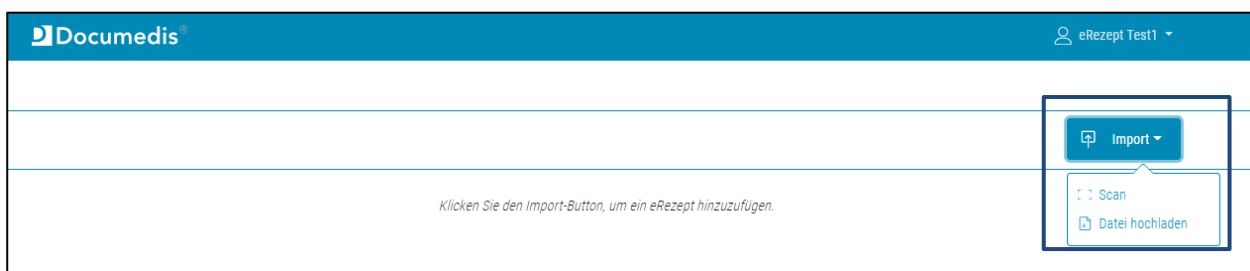 Documedis®
eRezept Test1
Import
Klicken Sie den Import-Button, um ein eRezept hinzuzufügen.
Scan
Datei hochladen